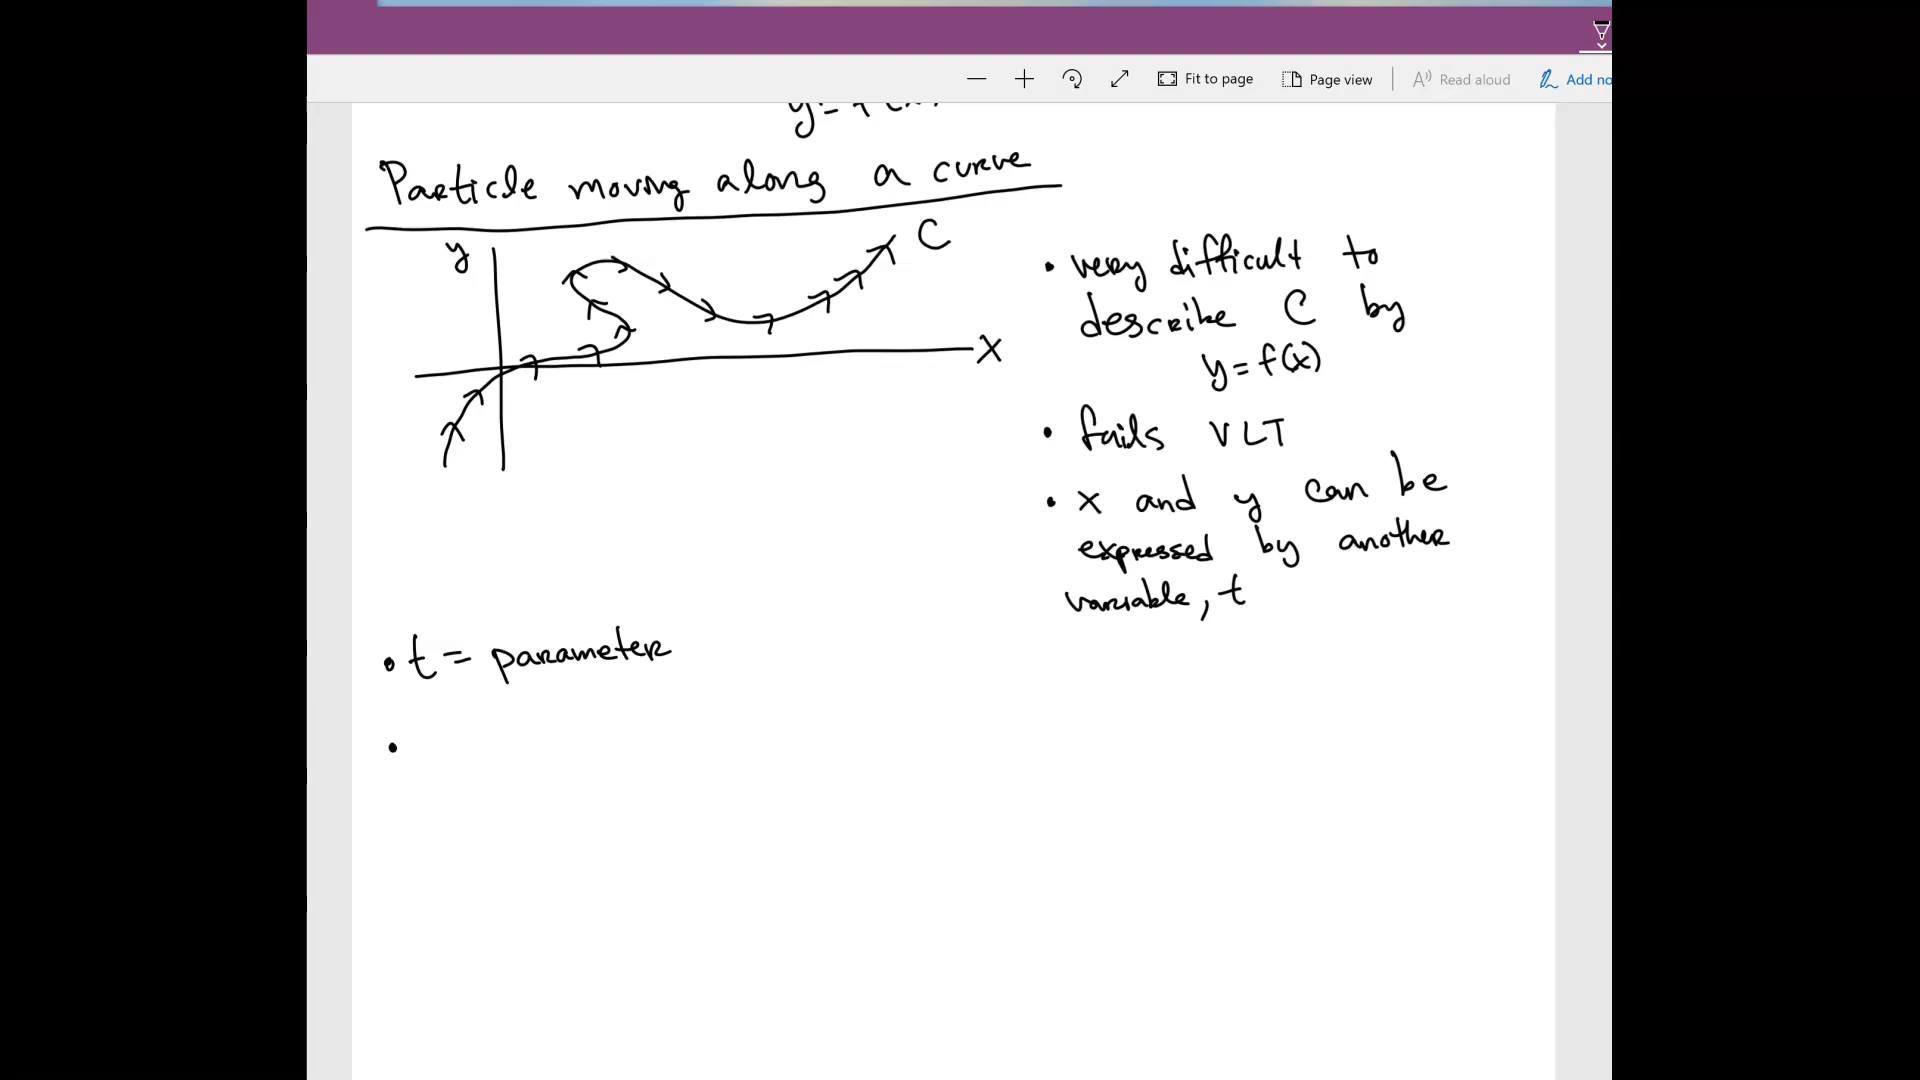 Fit to page
Page view
Read aloud
Particle moving along a curve
y
C
X
• very difficult to
describe C by
y = f(x)
• fails VLT
• x and y can be
expressed by another
variable, t
• t = parameter
•